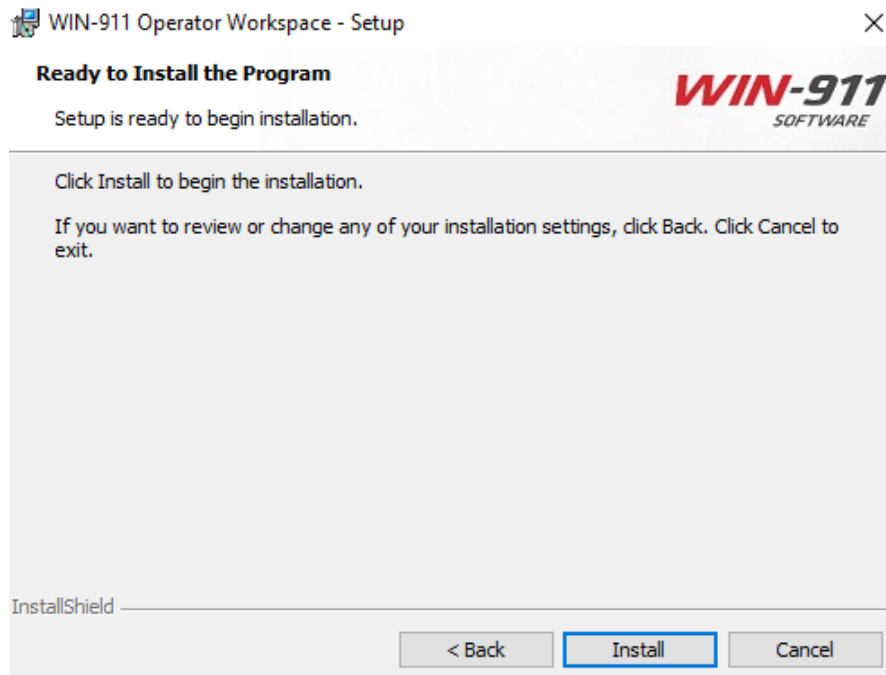 WIN-911 Operator Workspace - Setup
Ready to Install the Program
Setup is ready to begin installation.
WIN-911
SOFTWARE
Click Install to begin the installation.
If you want to review or change any of your installation settings, click Back. Click Cancel to
exit.
InstallShield
< Back
Install
Cancel